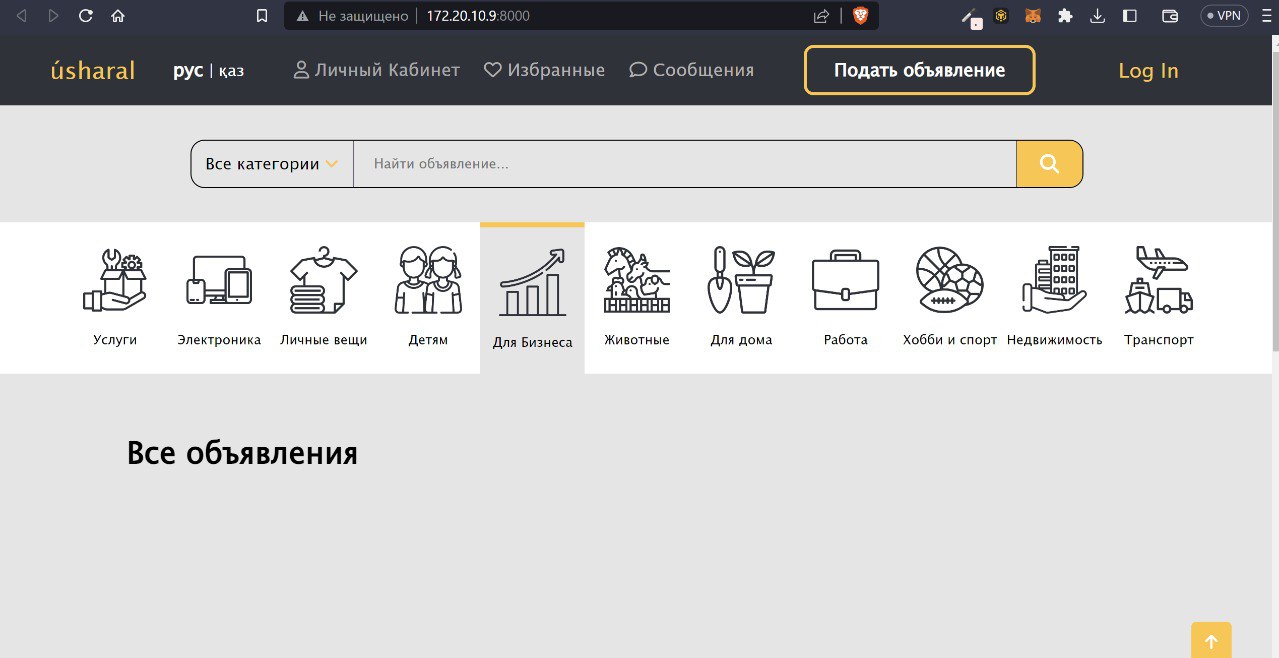 Не защищено 172.20.10.9:8000
VPN
úsharal рус | қаз Личный Кабинет Избранные Сообщения Подать объявление Log In
Все категории Найти объявление...
Услуги Электроника Личные вещи Детям Для Бизнеса Животные Для дома Работа Хобби и спорт Недвижимость Транспорт
Все объявления